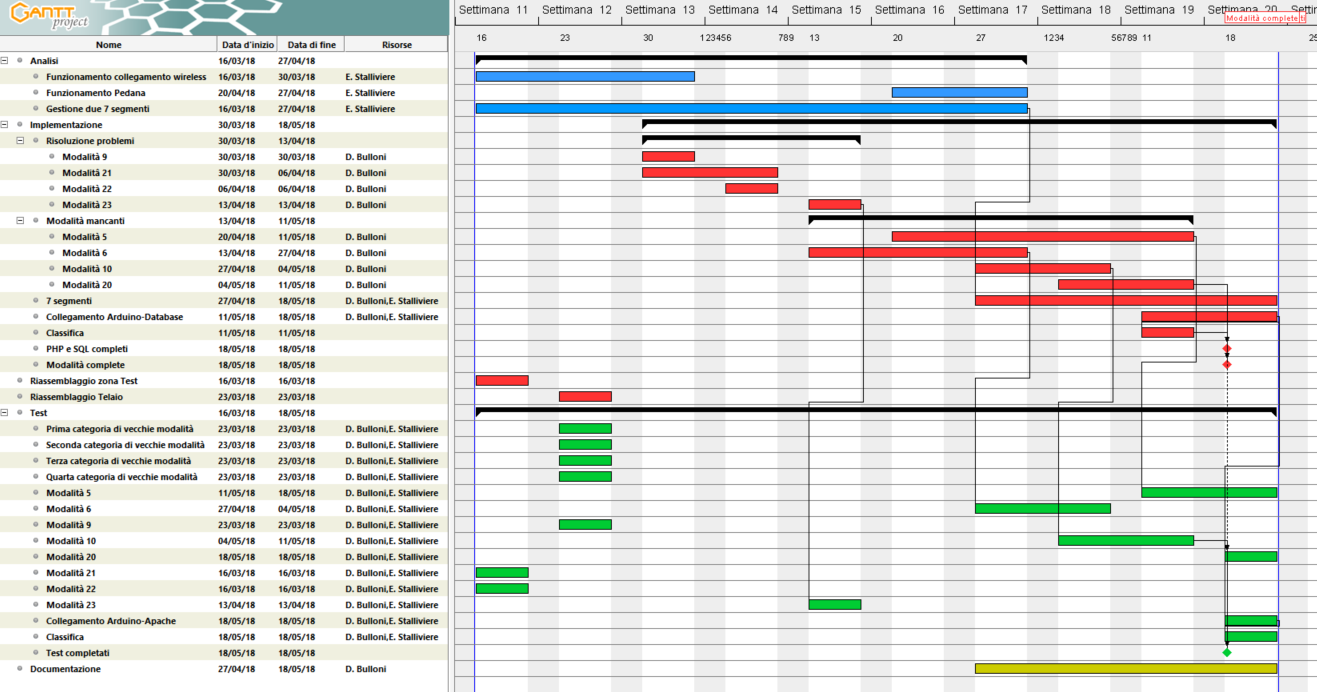 GANTT
project
Settimana 11 Settimana 12 Settimana 13 Settimana 14 Settimana 15 Settimana 16 Settimana 17 Settimana 18 Settimana 19 Settimana 20
Modalità complete
Nome Data d'inizio Data di fine Risorse
16 23 30 123456 789 13 20 27 1234 56789 11 18 25
Analisi 16/03/18 27/04/18
Funzionamento collegamento wireless 16/03/18 30/03/18 E. Stalliviere
Funzionamento Pedana 20/04/18 27/04/18 E. Stalliviere
Gestione due 7 segmenti 16/03/18 27/04/18 E. Stalliviere
Implementazione 30/03/18 18/05/18
Risoluzione problemi 30/03/18 13/04/18
Modalità 9 30/03/18 30/03/18 D. Bulloni
Modalità 21 30/03/18 06/04/18 D. Bulloni
Modalità 22 06/04/18 06/04/18 D. Bulloni
Modalità 23 13/04/18 13/04/18 D. Bulloni
Modalità mancanti 13/04/18 11/05/18
Modalità 5 20/04/18 11/05/18 D. Bulloni
Modalità 6 13/04/18 27/04/18 D. Bulloni
Modalità 10 27/04/18 04/05/18 D. Bulloni
Modalità 20 04/05/18 11/05/18 D. Bulloni
7 segmenti 27/04/18 18/05/18 D. Bulloni,E. Stalliviere
Collegamento Arduino-Database 11/05/18 18/05/18 D. Bulloni,E. Stalliviere
Classifica 11/05/18 11/05/18
PHP e SQL completi 18/05/18 18/05/18
Modalità complete 18/05/18 18/05/18
Riassemblaggio zona Test 16/03/18 16/03/18
Riassemblaggio Telaio 23/03/18 23/03/18
Test 16/03/18 18/05/18
Prima categoria di vecchie modalità 23/03/18 23/03/18 D. Bulloni,E. Stalliviere
Seconda categoria di vecchie modalità 23/03/18 23/03/18 D. Bulloni,E. Stalliviere
Terza categoria di vecchie modalità 23/03/18 23/03/18 D. Bulloni,E. Stalliviere
Quarta categoria di vecchie modalità 23/03/18 23/03/18 D. Bulloni,E. Stalliviere
Modalità 5 11/05/18 18/05/18 D. Bulloni,E. Stalliviere
Modalità 6 27/04/18 04/05/18 D. Bulloni,E. Stalliviere
Modalità 9 23/03/18 23/03/18 D. Bulloni,E. Stalliviere
Modalità 10 04/05/18 11/05/18 D. Bulloni,E. Stalliviere
Modalità 20 18/05/18 18/05/18 D. Bulloni,E. Stalliviere
Modalità 21 16/03/18 16/03/18 D. Bulloni,E. Stalliviere
Modalità 22 16/03/18 16/03/18 D. Bulloni,E. Stalliviere
Modalità 23 13/04/18 13/04/18 D. Bulloni,E. Stalliviere
Collegamento Arduino-Apache 18/05/18 18/05/18 D. Bulloni,E. Stalliviere
Classifica 18/05/18 18/05/18 D. Bulloni,E. Stalliviere
Test completati 18/05/18 18/05/18
Documentazione 27/04/18 18/05/18 D. Bulloni